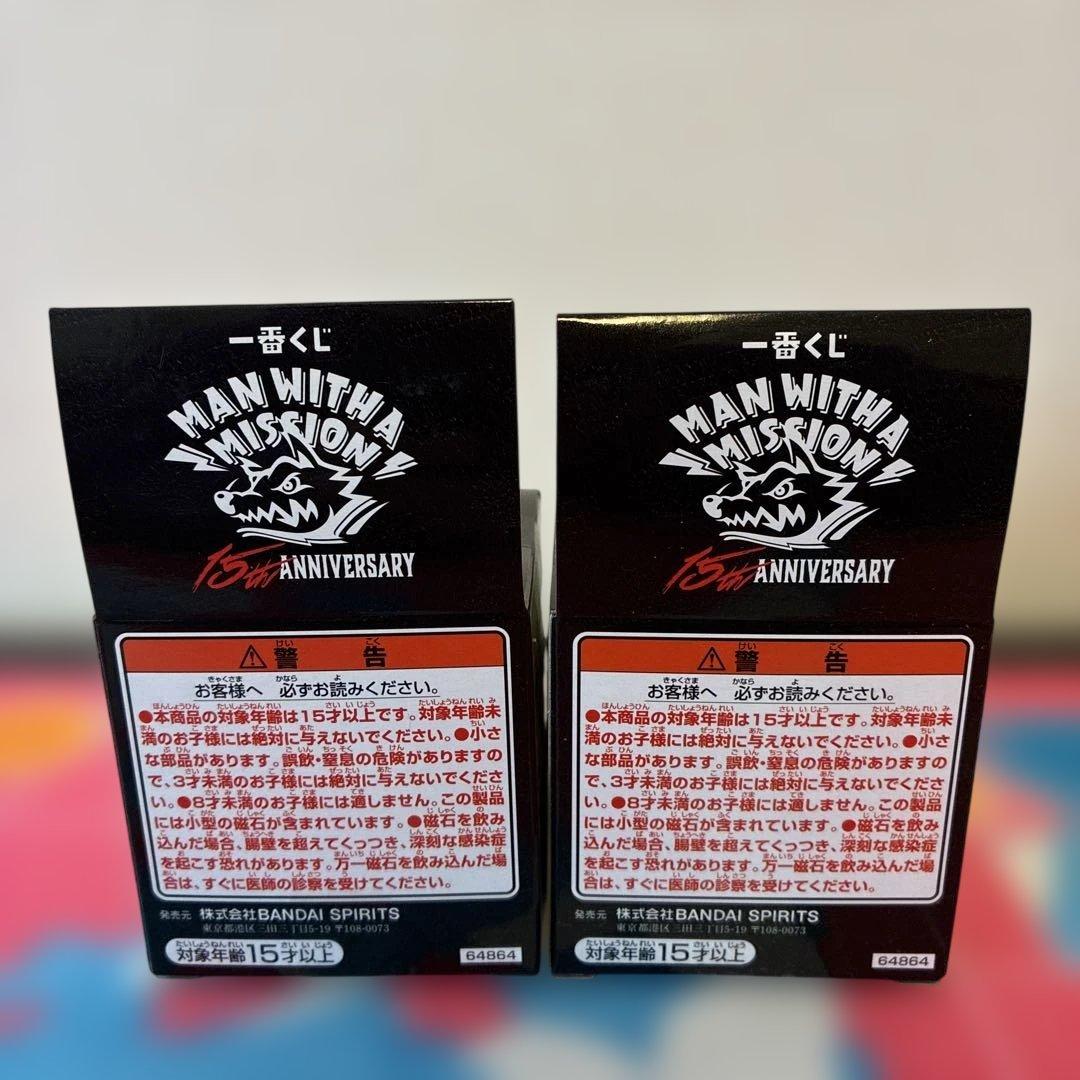 一番くじ
MAN WITH A
MISSION
15th ANNIVERSARY
⚠警告
お客様へ 必ずお読みください。
●本商品の対象年齢は15才以上です。対象年齢未
満のお子様には絶対に与えないでください。●小さ
な部品があります。誤飲・窒息の危険がありますの
で、3才未満のお子様には絶対に与えないでくださ
い。●8才未満のお子様には適しません。この製品
には小型の磁石が含まれています。●磁石を飲み
込んだ場合、腸壁を超えてくっつき、深刻な感染症
を起こす恐れがあります。万一磁石を飲み込んだ場
合は、すぐに医師の診察を受けてください。
発売元 株式会社BANDAI SPIRITS
東京都港区三田三丁目5-19 〒108-0073
対象年齢15才以上
64864
一番くじ
MAN WITH A
MISSION
15th ANNIVERSARY
⚠警告
お客様へ 必ずお読みください。
●本商品の対象年齢は15才以上です。対象年齢未
満のお子様には絶対に与えないでください。●小さ
な部品があります。誤飲・窒息の危険がありますの
で、3才未満のお子様には絶対に与えないでくださ
い。●8才未満のお子様には適しません。この製品
には小型の磁石が含まれています。●磁石を飲み
込んだ場合、腸壁を超えてくっつき、深刻な感染症
を起こす恐れがあります。万一磁石を飲み込んだ場
合は、すぐに医師の診察を受けてください。
発売元 株式会社BANDAI SPIRITS
東京都港区三田三丁目5-19 〒108-0073
対象年齢15才以上
64864